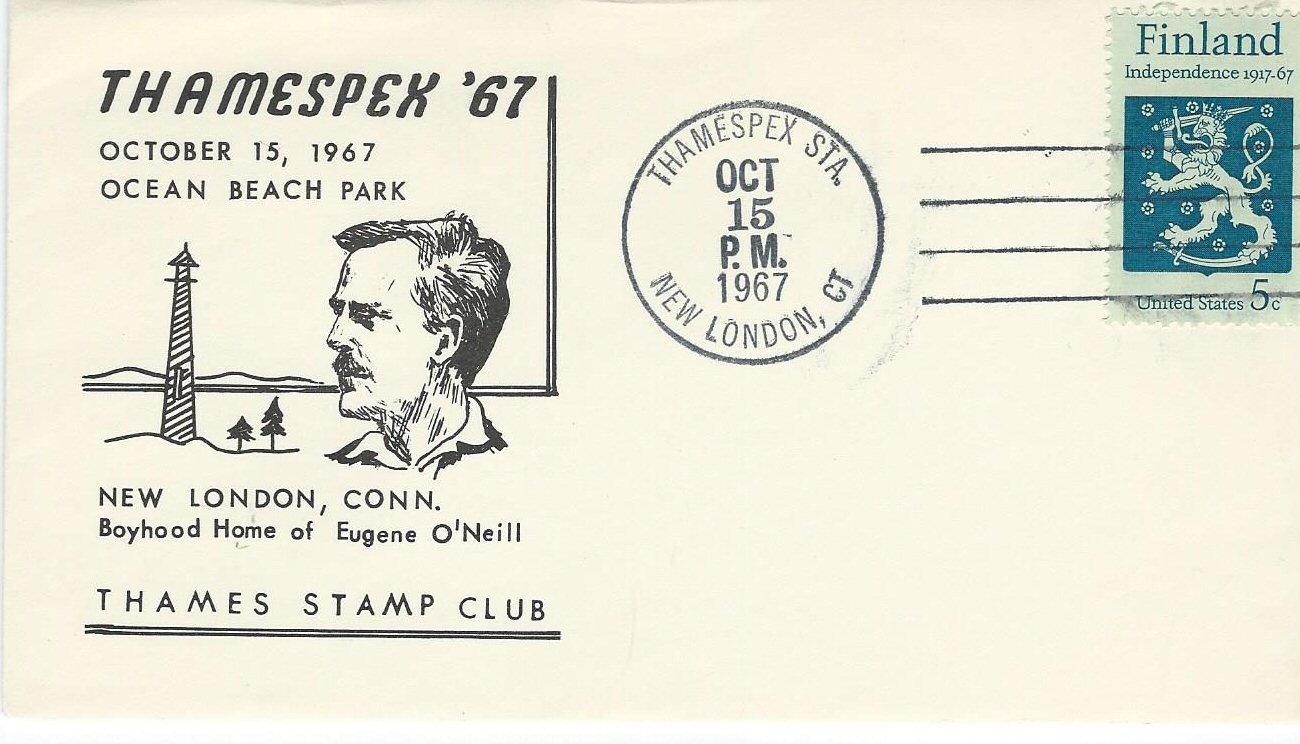 THAMESPEX '67
OCTOBER 15, 1967
OCEAN BEACH PARK
NEW LONDON, CONN.
Boyhood Home of Eugene O'Neill
THAMES STAMP CLUB
THAMESPEX STA.
OCT
15
P.M.
1967
NEW LONDON, CT
Finland
Independence 1917-67
United States 5c